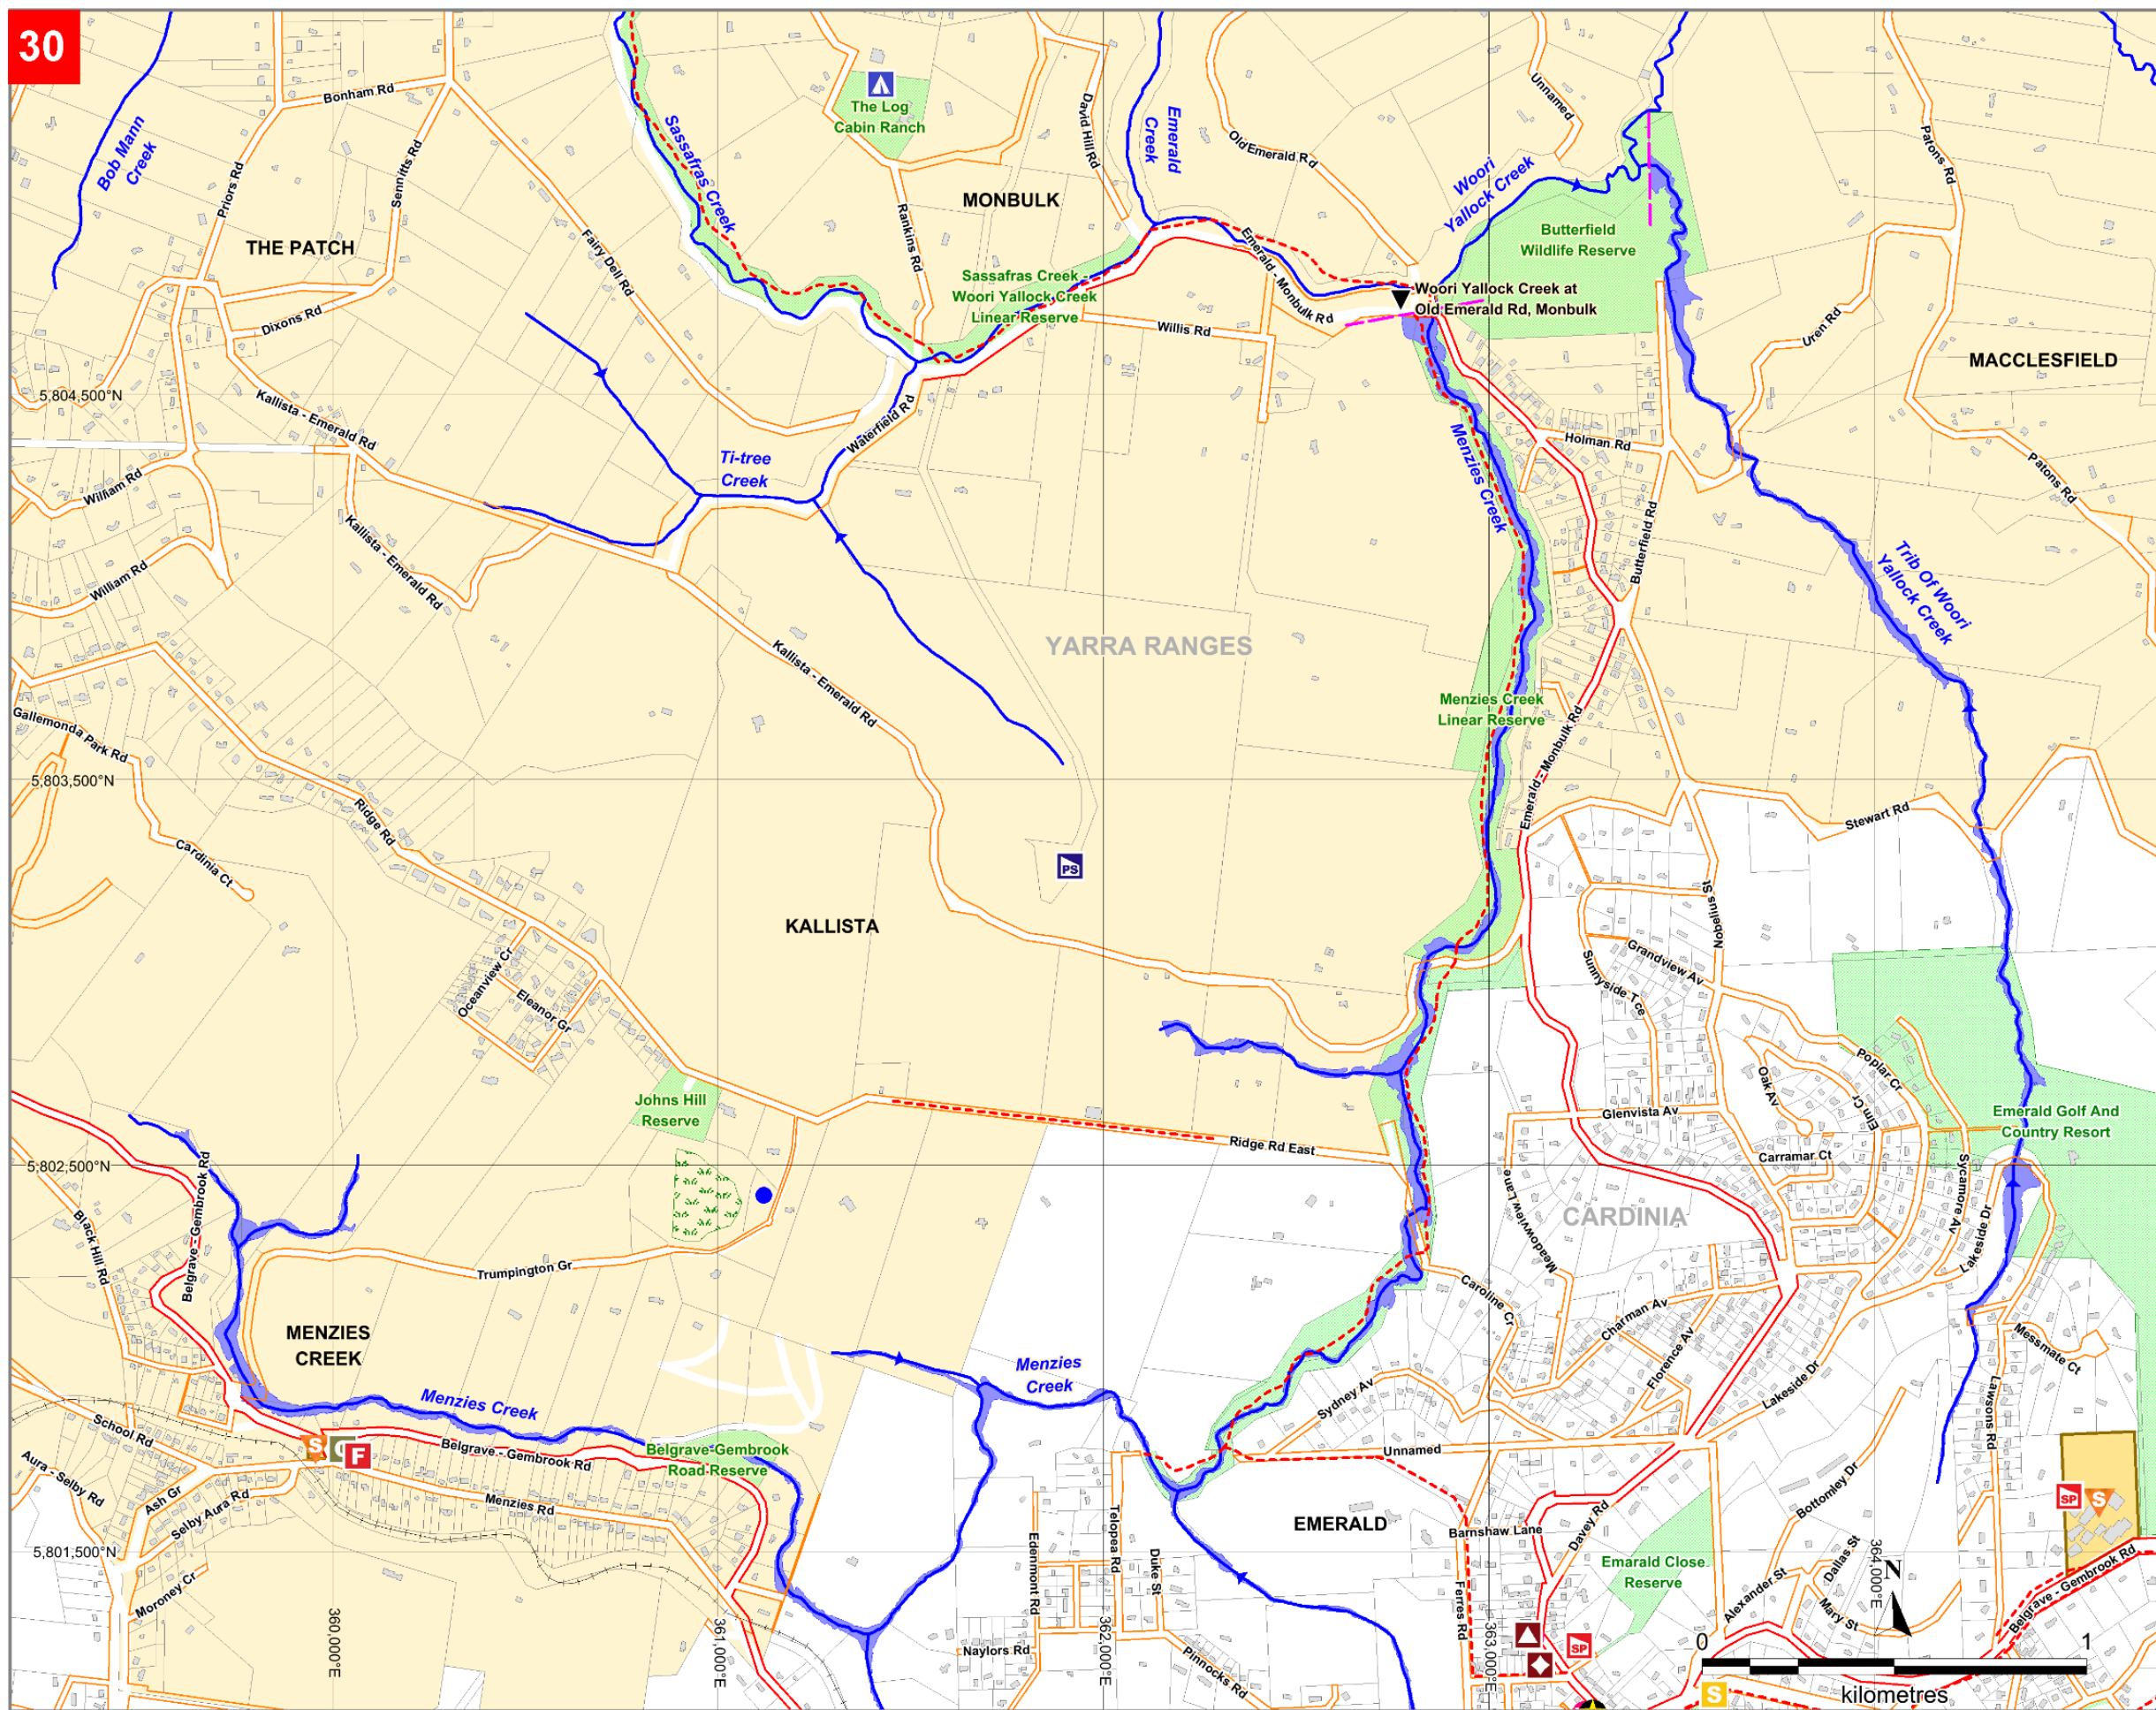 30
Bonham Rd
Bob Mann
Creek
Priors Rd
Sennitts Rd
THE PATCH
Dixons Rd
Fairy Dell Rd
Sassafras Creek
The Log
Cabin Ranch
Rankins Rd
MONBULK
David Hill Rd
Emerald
Creek
Old Emerald Rd
Unnamed
Woori
Yallock Creek
Butterfield
Wildlife Reserve
Patons Rd
Sassafras Creek -
Woori Yallock Creek
Linear Reserve
Emerald - Monbulk Rd
Willis Rd
Woori Yallock Creek at
Old Emerald Rd, Monbulk
Uren Rd
MACCLESFIELD
5,804,500°N
Kallista - Emerald Rd
Waterfield Rd
Ti-tree
Creek
William Rd
Kallista - Emerald Rd
William Rd
Menzies Creek
Holman Rd
Butterfield Rd
Patons Rd
Trib Of Woori
Yallock Creek
YARRA RANGES
Kallista - Emerald Rd
Menzies Creek
Linear Reserve
Emerald - Monbulk Rd
Gallemonda Park Rd
5,803,500°N
Ridge Rd
Cardinia Ct
PS
Stewart Rd
KALLISTA
Nobelius St
Grandview Av
Sunnyside Tce
Oceanview Ct
Eleanor Gr
Poplar Cr
Oak Av
Elm Cr
Johns Hill
Reserve
Glenvista Av
Emerald Golf And
Country Resort
Ridge Rd East
Carramar Ct
5,802,500°N
Belgrave - Gembrook Rd
Black Hill Rd
Meadowview Lane
CARDINIA
Sycamore Av
Lakeside Dr
Trumpington Gr
Caroline Cr
Charman Av
Florence Av
Messmate Ct
MENZIES
CREEK
Menzies
Creek
Menzies Creek
Sydney Av
Lakeside Dr
Lawsons Rd
School Rd
S
F
Belgrave - Gembrook Rd
Belgrave-Gembrook
Road Reserve
Unnamed
Aura - Selby Rd
Ash Gr
Selby Aura Rd
Menzies Rd
Telopea Rd
EMERALD
Barnshaw Lane
Davey Rd
Bottomley Dr
SP
S
5,801,500°N
Moroney Cr
Edenmont Rd
Duke St
Ferres Rd
Emarald Close
Reserve
Alexander St
Dallas St
Mary St
364,000°E
N
Belgrave - Gembrook Rd
360,000°E
361,000°E
362,000°E
363,000°E
Naylors Rd
Pinnocks Rd
SP
S
0
1
kilometres